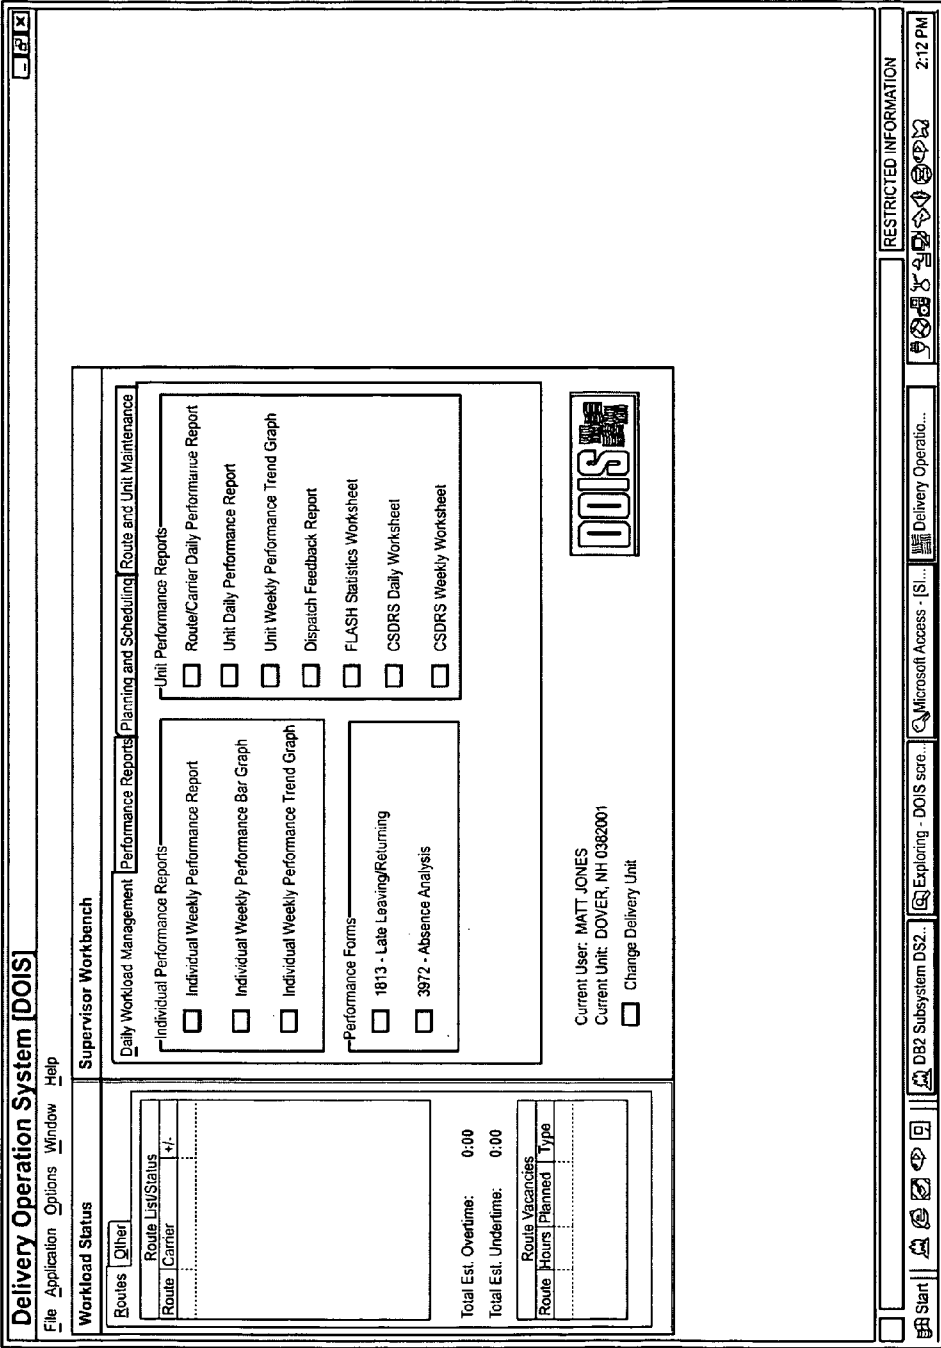 Delivery Operation System [DOIS]
File Application Options Window Help
Workload Status
Routes Other
Route List/Status
Route Carrier +/-
Total Est. Overtime: 0:00
Total Est. Undertime: 0:00
Route Vacancies
Route Hours Planned Type
Supervisor Workbench
Daily Workload Management Performance Reports Planning and Scheduling Route and Unit Maintenance
Individual Performance Reports
Individual Weekly Performance Report
Individual Weekly Performance Bar Graph
Individual Weekly Performance Trend Graph
Performance Forms
1813 - Late Leaving/Returning
3972 - Absence Analysis
Unit Performance Reports
Route/Carrier Daily Performance Report
Unit Daily Performance Report
Unit Weekly Performance Trend Graph
Dispatch Feedback Report
FLASH Statistics Worksheet
CSDRS Daily Worksheet
CSDRS Weekly Worksheet
Current User: MATT JONES
Current Unit: DOVER, NH 0382001
Change Delivery Unit
DOIS
RESTRICTED INFORMATION
Start DB2 Subsystem DS2.. Exploring - DOIS scre... Microsoft Access - [SI... Delivery Operatio... 2:12 PM